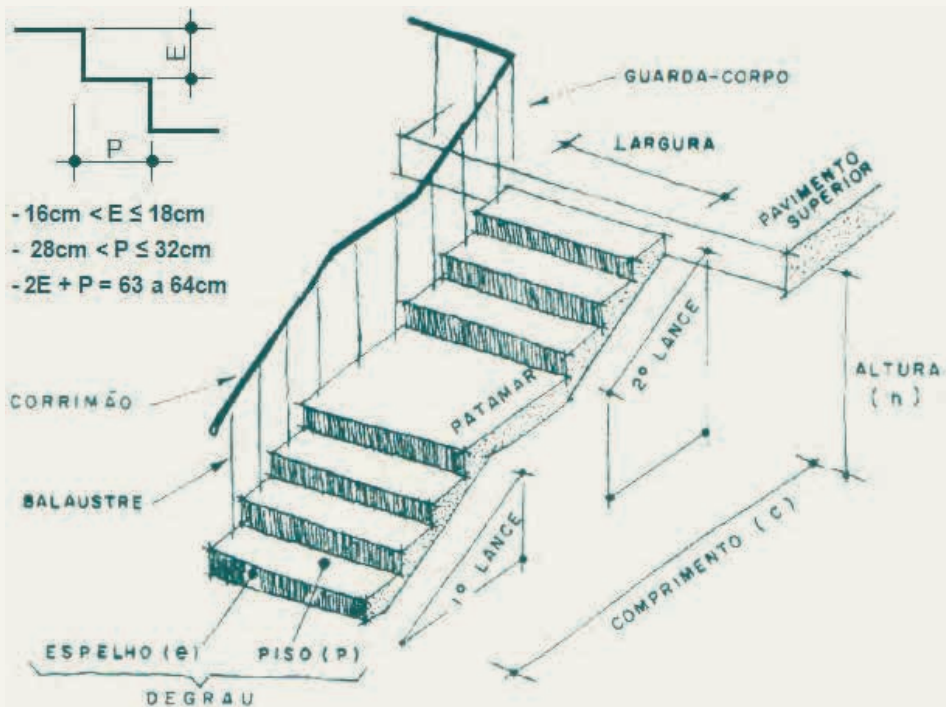 E
P
- 16cm < E ≤ 18cm
- 28cm < P ≤ 32cm
- 2E + P = 63 a 64cm
GUARDA-CORPO
LARGURA
PAVIMENTO
SUPERIOR
2º LANCE
ALTURA
( h )
PATAMAR
CORRIMÃO
BALAUSTRE
1º LANCE
COMPRIMENTO ( c )
ESPELHO (e)
PISO (P)
DEGRAU